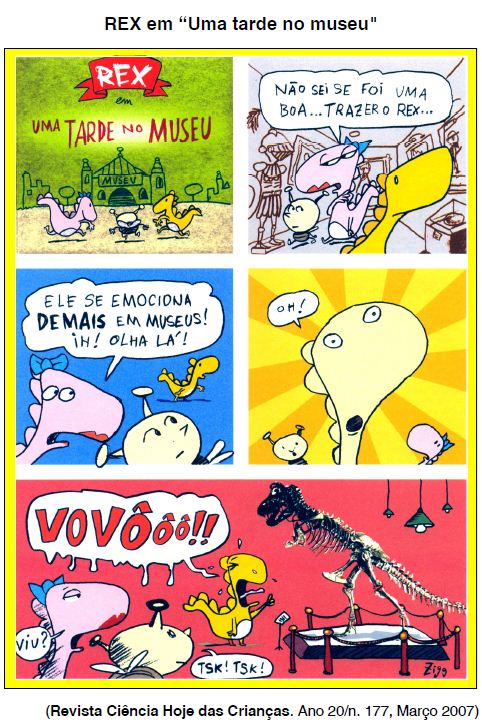 REX em “Uma tarde no museu"
REX
em
UMA TARDE NO MUSEU
MUSEU
NÃO SEI SE FOI UMA
BOA... TRAZER O REX...
ELE SE EMOCIONA
DEMAIS EM MUSEUS!
IH! OLHA LÁ!
OH!
VOVÔÔÔ!!
VIU?
TSK! TSK!
Zigg
(Revista Ciência Hoje das Crianças. Ano 20/n. 177, Março 2007)